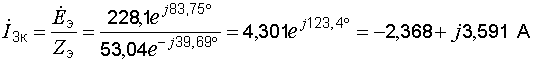 İ₃к = Ėэ / Zэ = 228,1e^{j83,75°} / 53,04e^{−j39,69°} = 4,301e^{j123,4°} = −2,368 + j3,591 А